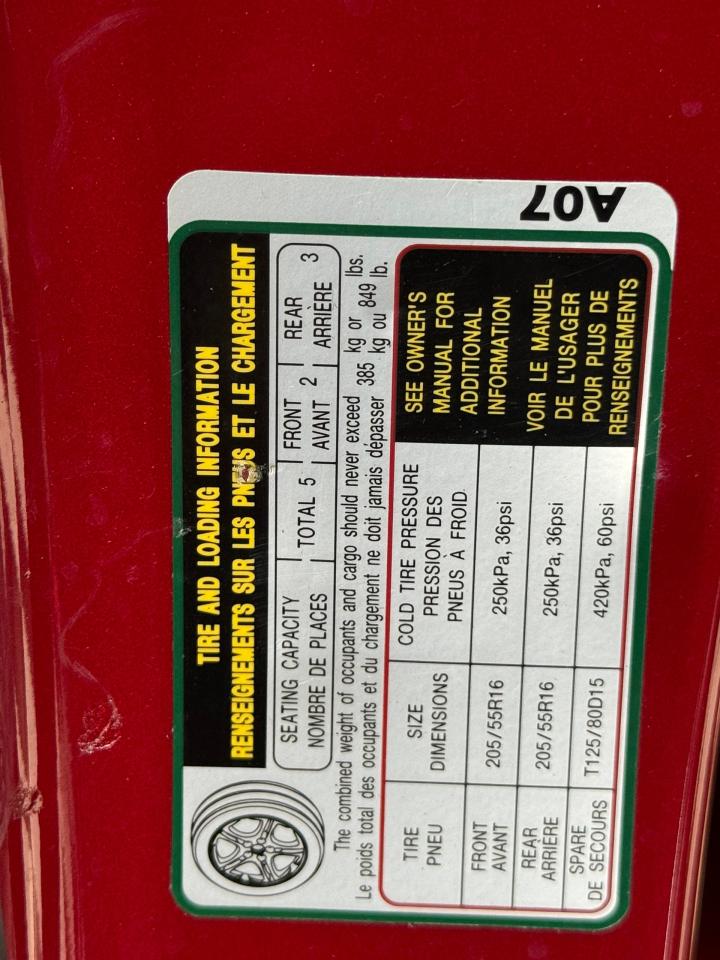 A07
TIRE AND LOADING INFORMATION
RENSEIGNEMENTS SUR LES PNEUS ET LE CHARGEMENT
SEATING CAPACITY TOTAL 5 FRONT 2 REAR 3
NOMBRE DE PLACES AVANT ARRIÈRE
The combined weight of occupants and cargo should never exceed 385 kg or lbs.
Le poids total des occupants et du chargement ne doit jamais dépasser kg ou 849 lb.
TIRE SIZE COLD TIRE PRESSURE
PNEU DIMENSIONS PRESSION DES
PNEUS À FROID
FRONT 205/55R16 250kPa, 36psi
AVANT
REAR 205/55R16 250kPa, 36psi
ARRIÈRE
SPARE T125/80D15 420kPa, 60psi
DE SECOURS
SEE OWNER'S
MANUAL FOR
ADDITIONAL
INFORMATION
VOIR LE MANUEL
DE L'USAGER
POUR PLUS DE
RENSEIGNEMENTS